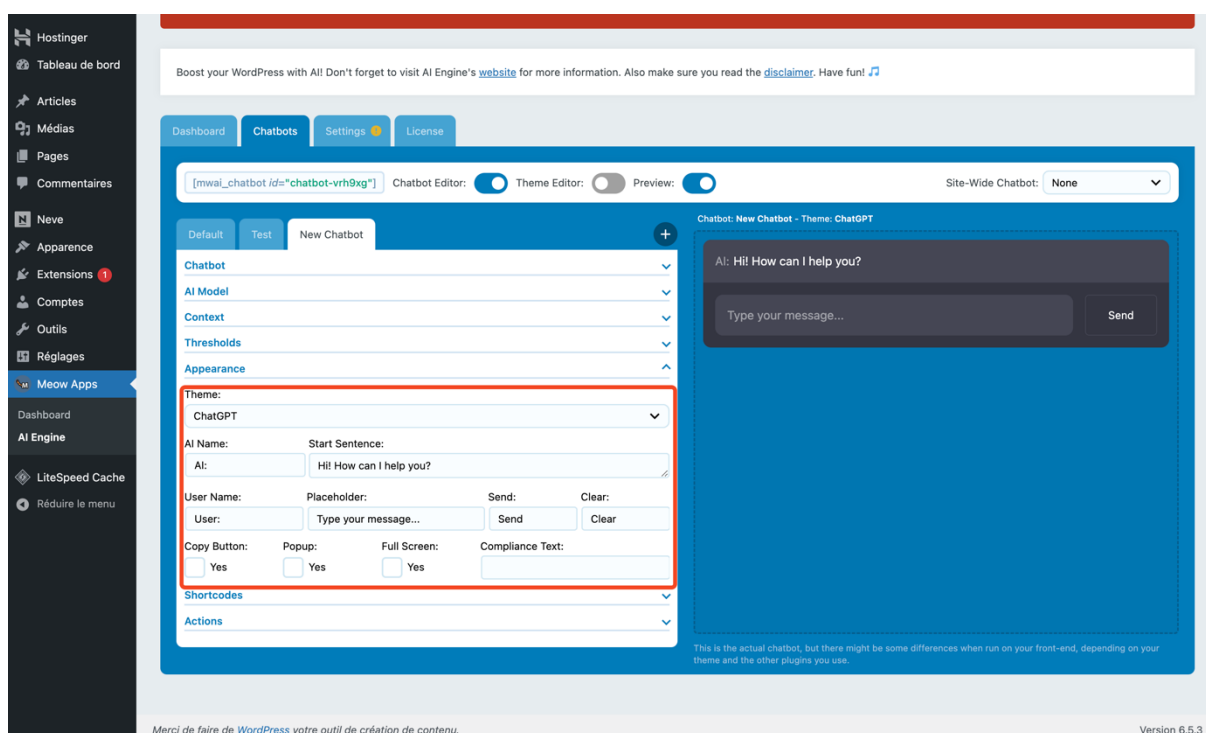 Hostinger
Tableau de bord
Articles
Médias
Pages
Commentaires
Neve
Apparence
Extensions 1
Comptes
Outils
Réglages
Meow Apps
Dashboard
AI Engine
LiteSpeed Cache
Réduire le menu
Boost your WordPress with AI! Don't forget to visit AI Engine's website for more information. Also make sure you read the disclaimer. Have fun! 🎵
Dashboard Chatbots Settings License
[mwai_chatbot id="chatbot-vrh9xg"] Chatbot Editor: Theme Editor: Preview: Site-Wide Chatbot: None
Default Test New Chatbot +
Chatbot
AI Model
Context
Thresholds
Appearance
Theme:
ChatGPT
AI Name: Start Sentence:
AI: Hi! How can I help you?
User Name: Placeholder: Send: Clear:
User: Type your message... Send Clear
Copy Button: Popup: Full Screen: Compliance Text:
Yes Yes Yes
Shortcodes
Actions
Chatbot: New Chatbot - Theme: ChatGPT
AI: Hi! How can I help you?
Type your message... Send
This is the actual chatbot, but there might be some differences when run on your front-end, depending on your
theme and the other plugins you use.
Merci de faire de WordPress votre outil de création de contenu. Version 6.5.3